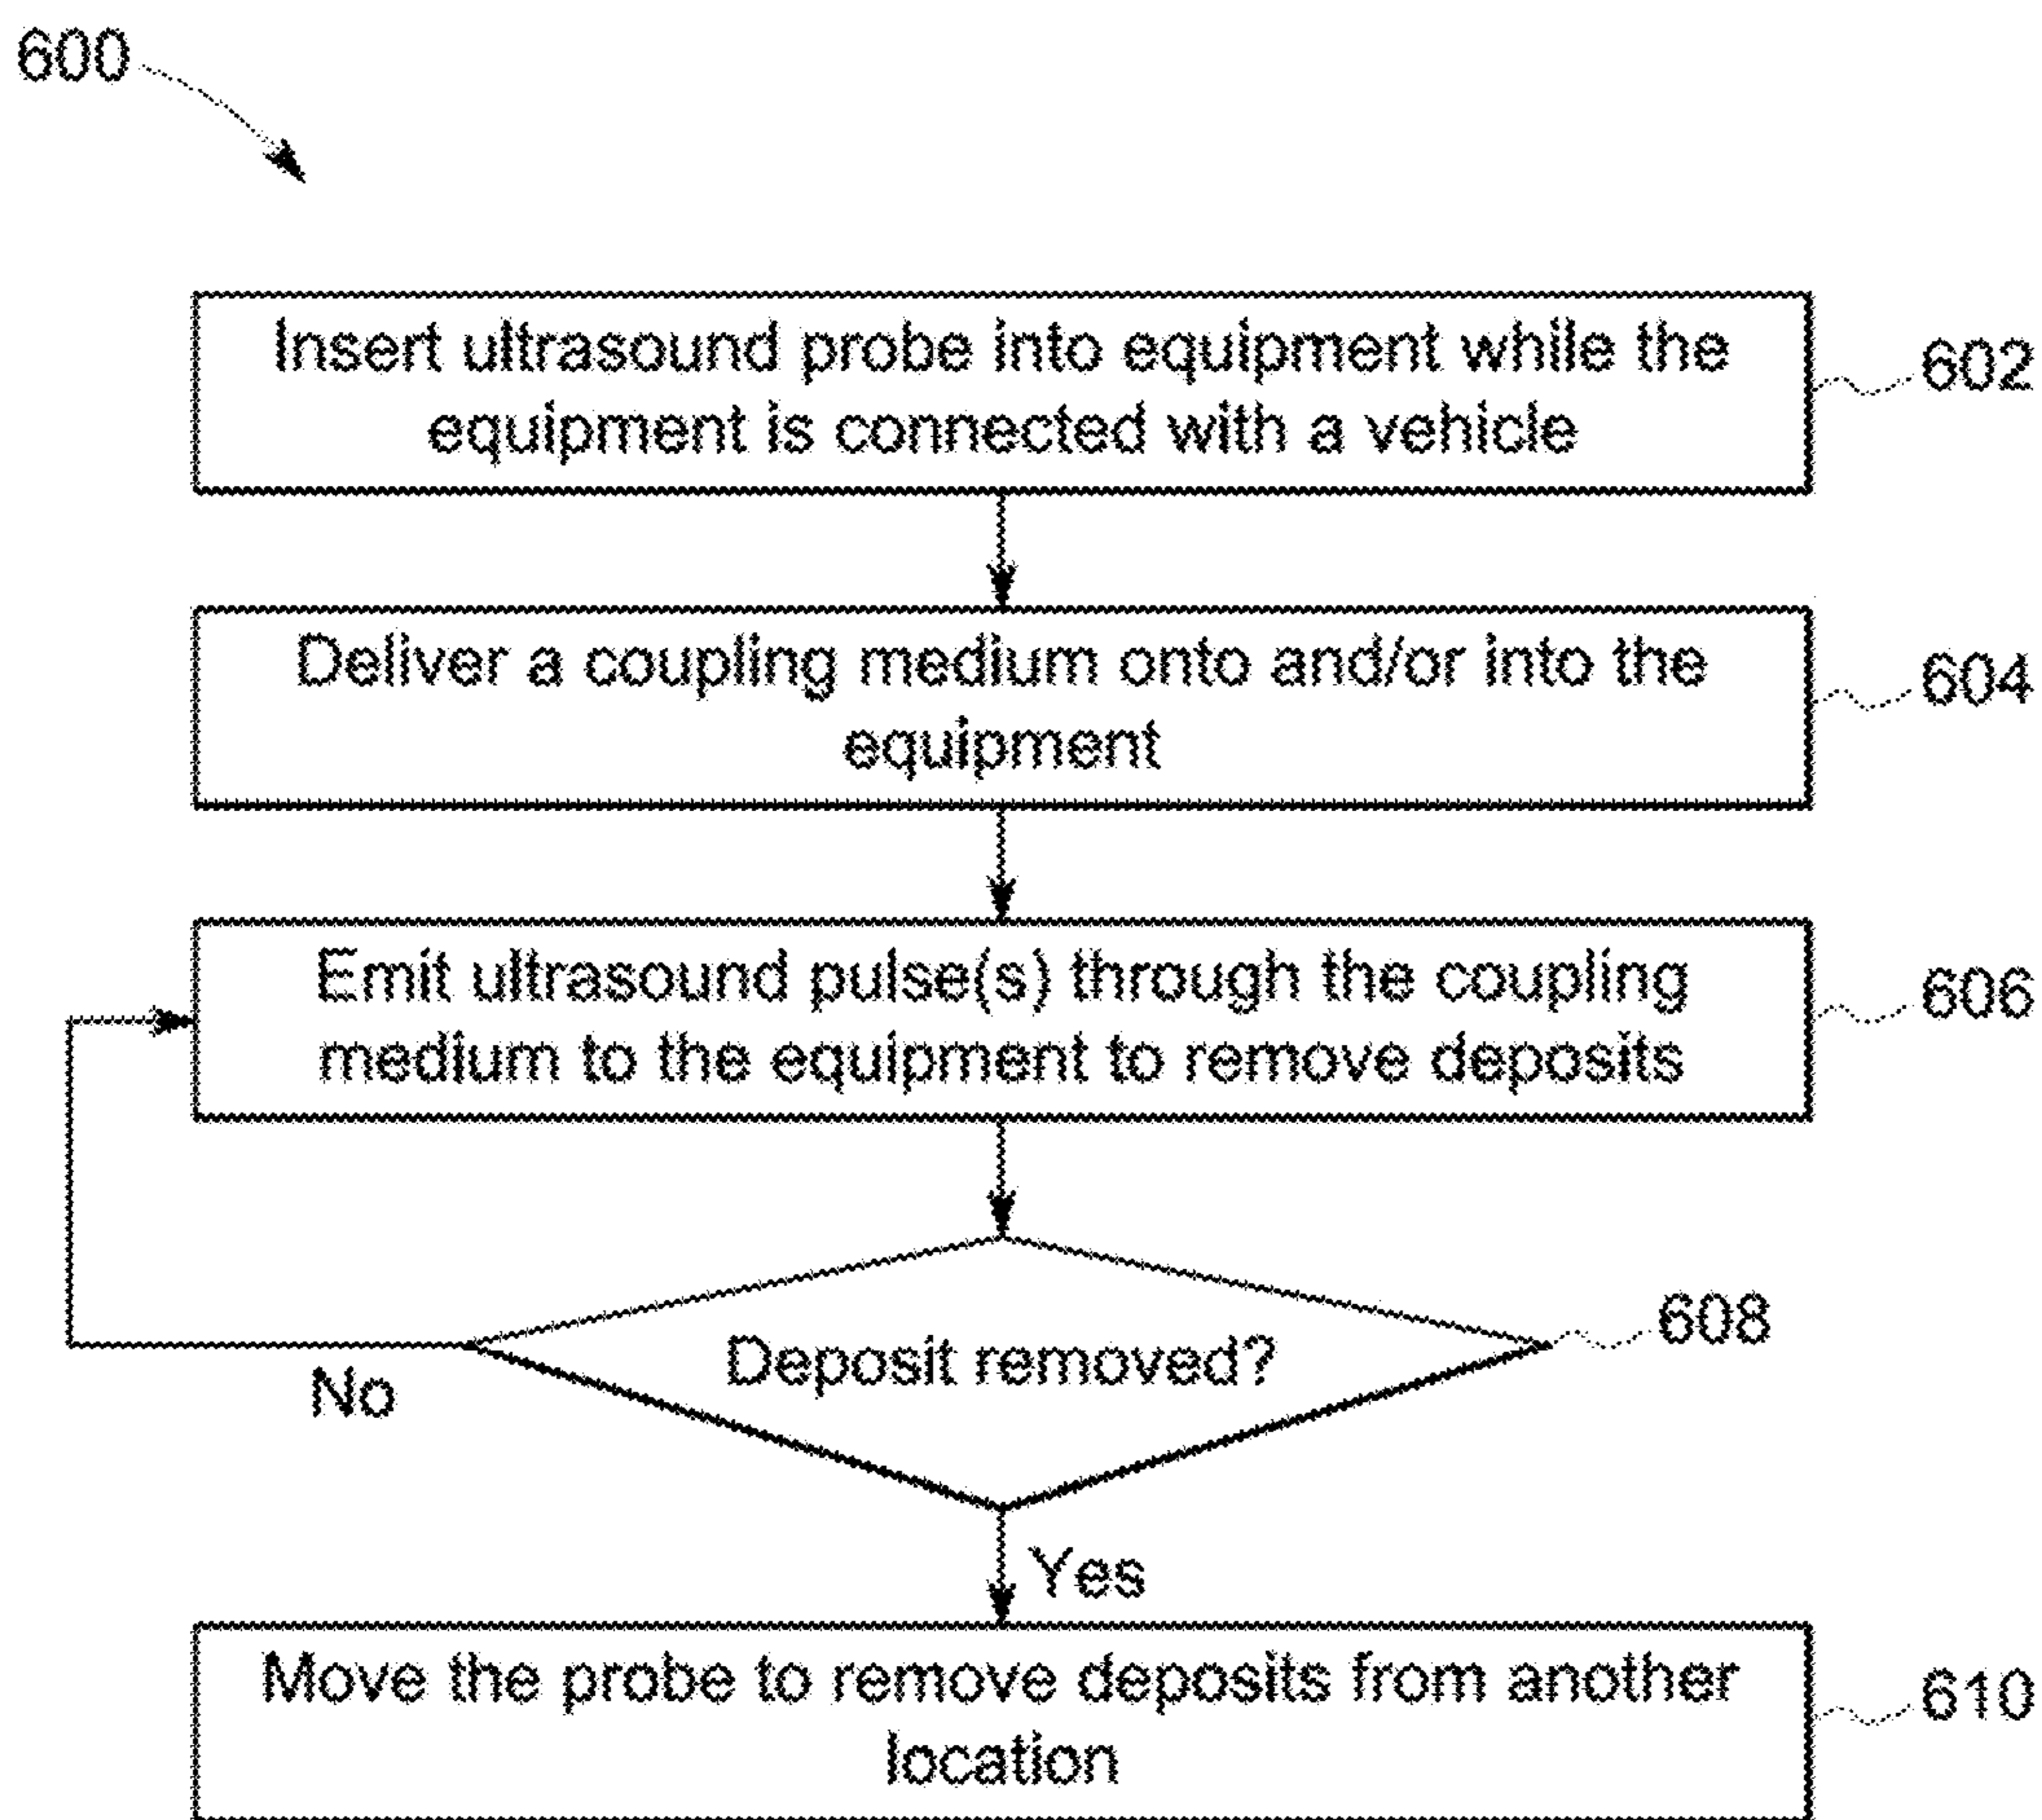 600
Insert ultrasound probe into equipment while the
equipment is connected with a vehicle
602
Deliver a coupling medium onto and/or into the
equipment
604
Emit ultrasound pulse(s) through the coupling
medium to the equipment to remove deposits
606
Deposit removed?
608
No
Yes
Move the probe to remove deposits from another
location
610